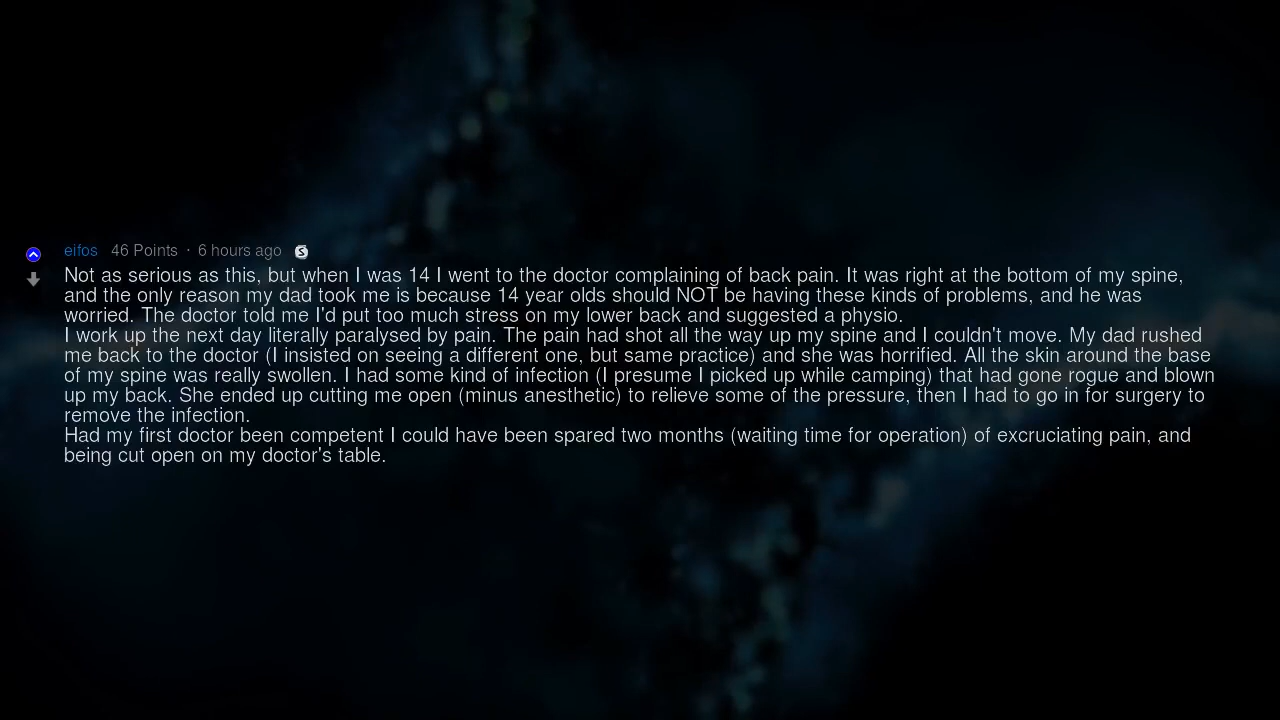 eifos 46 Points · 6 hours ago S
Not as serious as this, but when I was 14 I went to the doctor complaining of back pain. It was right at the bottom of my spine,
and the only reason my dad took me is because 14 year olds should NOT be having these kinds of problems, and he was
worried. The doctor told me I'd put too much stress on my lower back and suggested a physio.
I work up the next day literally paralysed by pain. The pain had shot all the way up my spine and I couldn't move. My dad rushed
me back to the doctor (I insisted on seeing a different one, but same practice) and she was horrified. All the skin around the base
of my spine was really swollen. I had some kind of infection (I presume I picked up while camping) that had gone rogue and blown
up my back. She ended up cutting me open (minus anesthetic) to relieve some of the pressure, then I had to go in for surgery to
remove the infection.
Had my first doctor been competent I could have been spared two months (waiting time for operation) of excruciating pain, and
being cut open on my doctor's table.